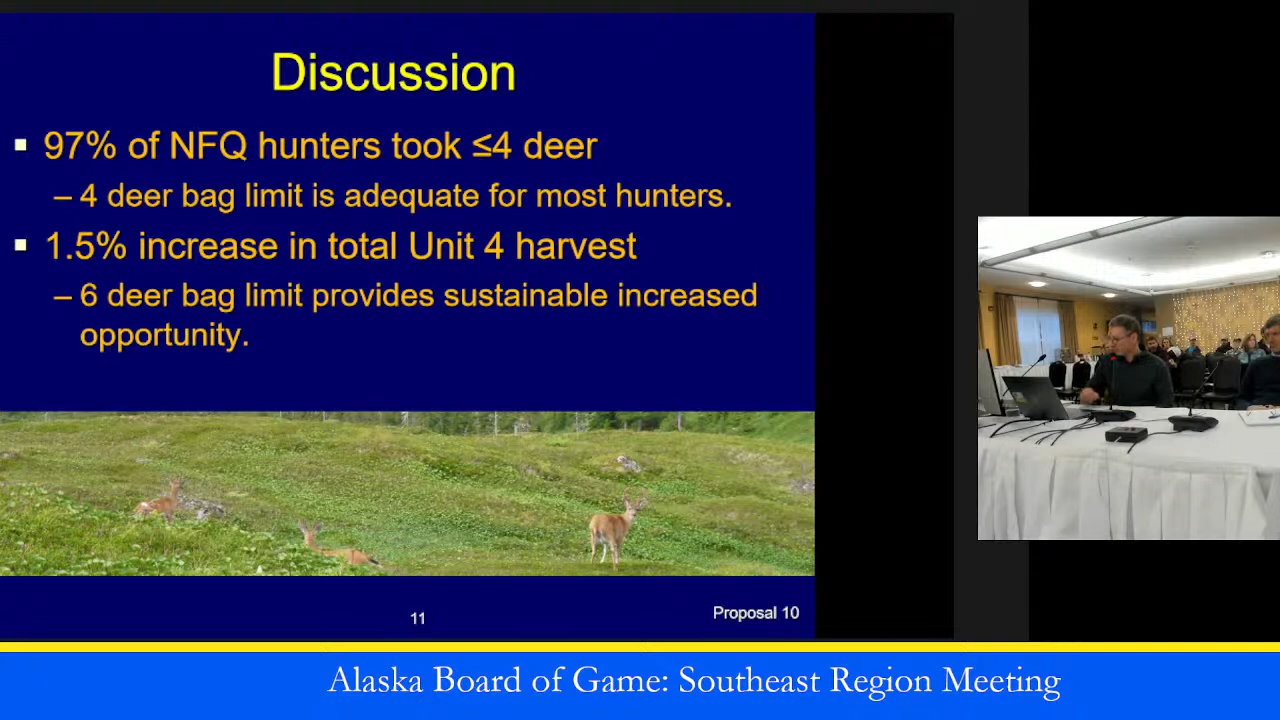 Discussion
▪ 97% of NFQ hunters took ≤4 deer
– 4 deer bag limit is adequate for most hunters.
▪ 1.5% increase in total Unit 4 harvest
– 6 deer bag limit provides sustainable increased
opportunity.
11
Proposal 10
Alaska Board of Game: Southeast Region Meeting